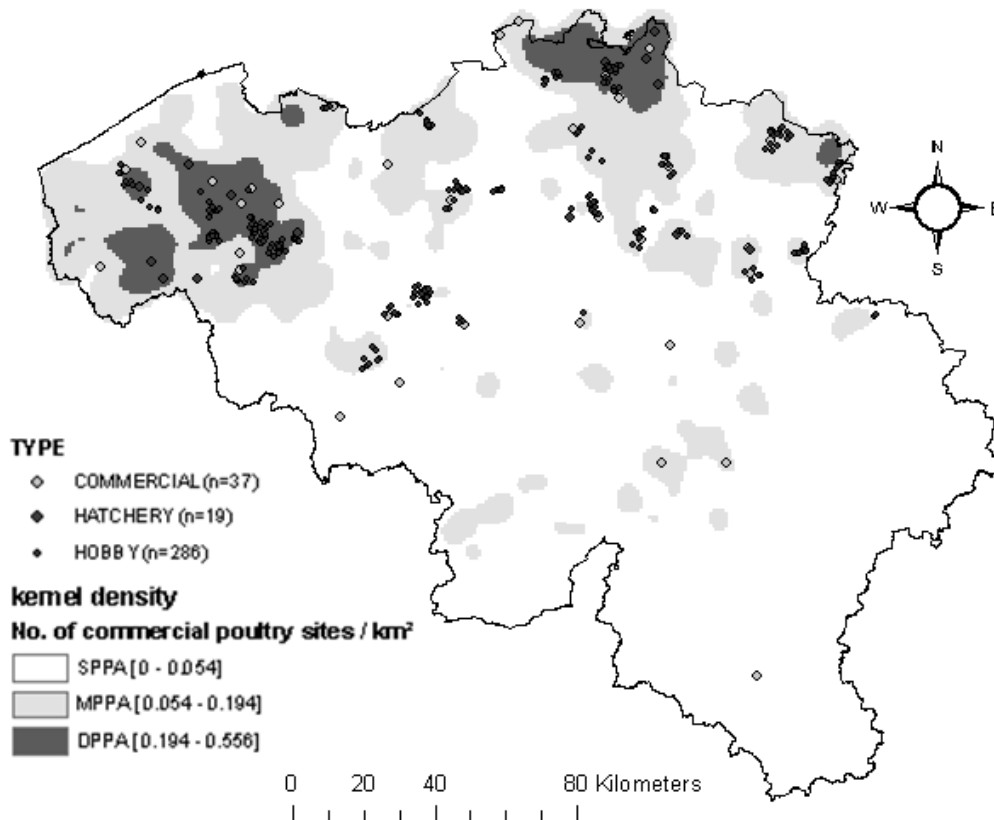 N
W E
S
TYPE
COMMERCIAL (n=37)
HATCHERY (n=19)
HOBBY (n=286)
kernel density
No. of commercial poultry sites / km²
SPPA [0 - 0.054]
MPPA [0.054 - 0.194]
DPPA [0.194 - 0.556]
0 20 40 80 Kilometers